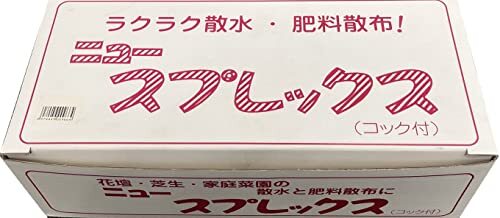 ラクラク散水・肥料散布！
ニュー
スプレックス
（コック付）
花壇・芝生・家庭菜園の
散水と肥料散布に
ニュー
スプレックス
（コック付）